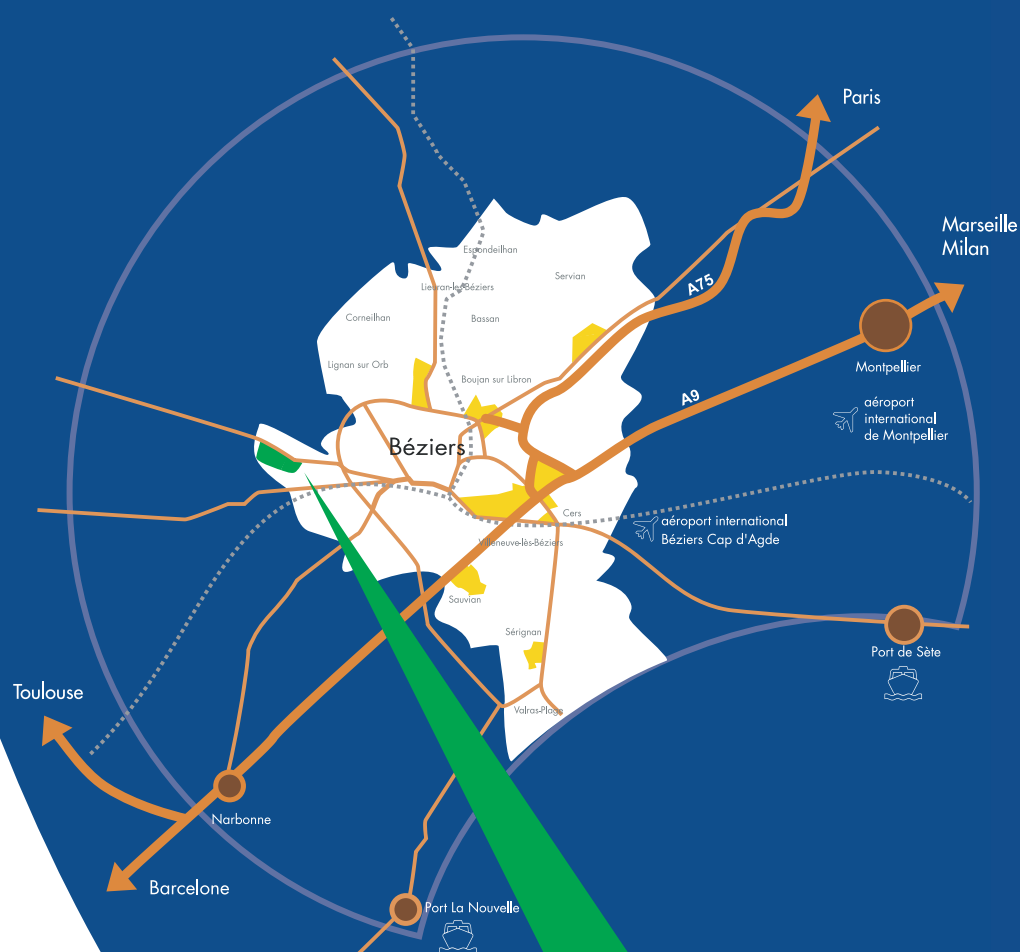 Paris
Marseille
Milan
Espondeilhan
Servian
Lieuran-les-Béziers
A75
Corneilhan
Bassan
Lignan sur Orb
Montpellier
Boujan sur Libron
A9
aéroport
international
de Montpellier
Béziers
Cers
aéroport international
Béziers Cap d'Agde
Villeneuve-lès-Béziers
Sauvian
Sérignan
Port de Sète
Toulouse
Valras-Plage
Narbonne
Barcelone
Port La Nouvelle